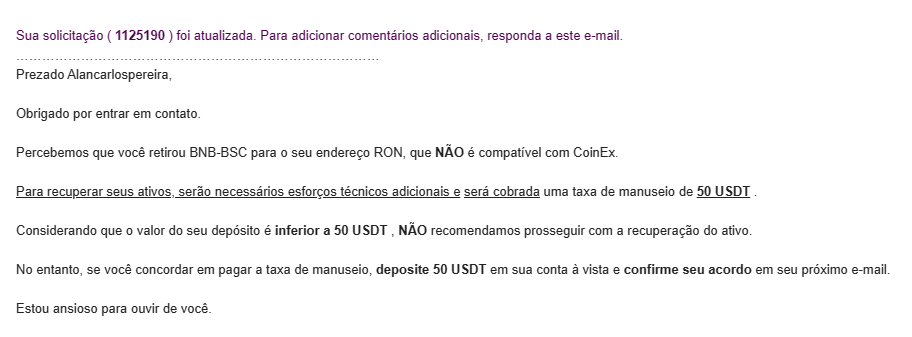 Sua solicitação ( 1125190 ) foi atualizada. Para adicionar comentários adicionais, responda a este e-mail.
Prezado Alancarlospereira,
Obrigado por entrar em contato.
Percebemos que você retirou BNB-BSC para o seu endereço RON, que NÃO é compatível com CoinEx.
Para recuperar seus ativos, serão necessários esforços técnicos adicionais e será cobrada uma taxa de manuseio de 50 USDT .
Considerando que o valor do seu depósito é inferior a 50 USDT , NÃO recomendamos prosseguir com a recuperação do ativo.
No entanto, se você concordar em pagar a taxa de manuseio, deposite 50 USDT em sua conta à vista e confirme seu acordo em seu próximo e-mail.
Estou ansioso para ouvir de você.